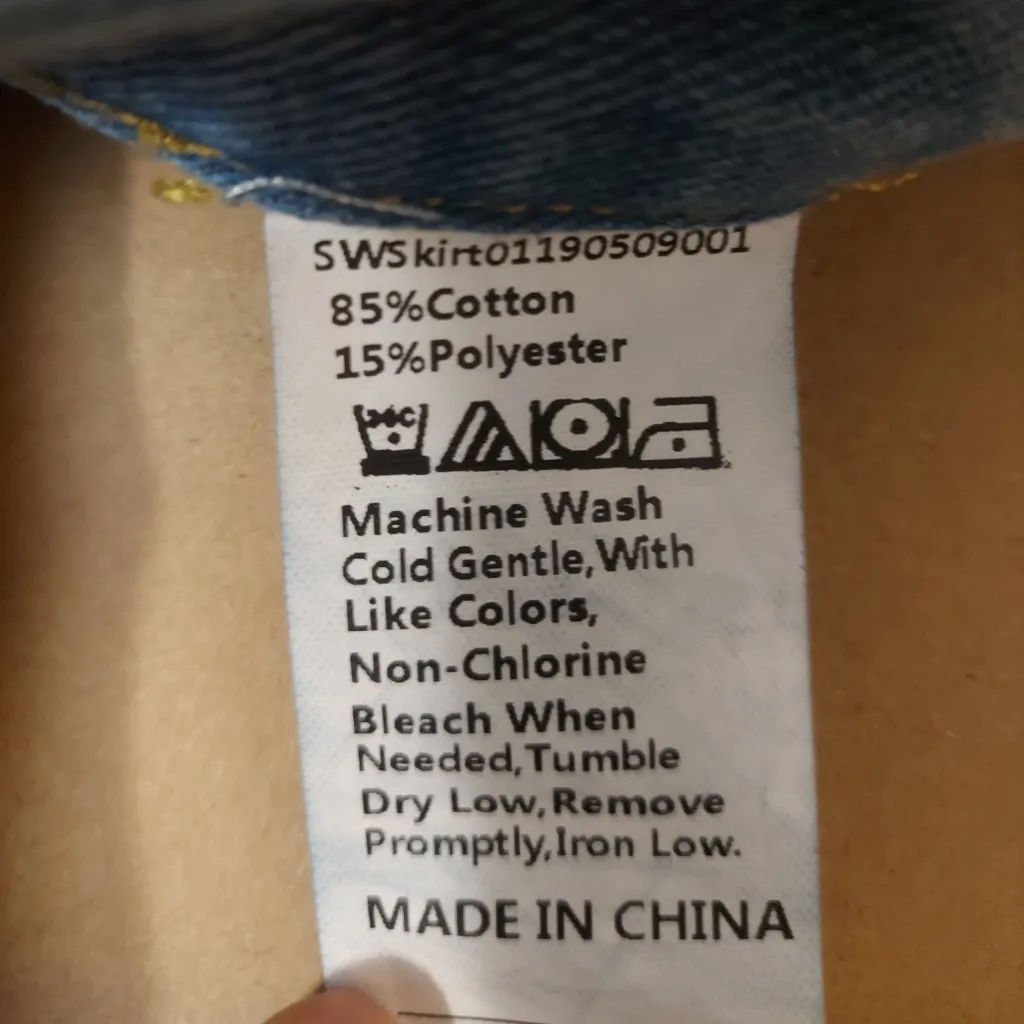 SWSkirt01190509001
85%Cotton
15%Polyester
Machine Wash
Cold Gentle,With
Like Colors,
Non-Chlorine
Bleach When
Needed,Tumble
Dry Low,Remove
Promptly,Iron Low.
MADE IN CHINA